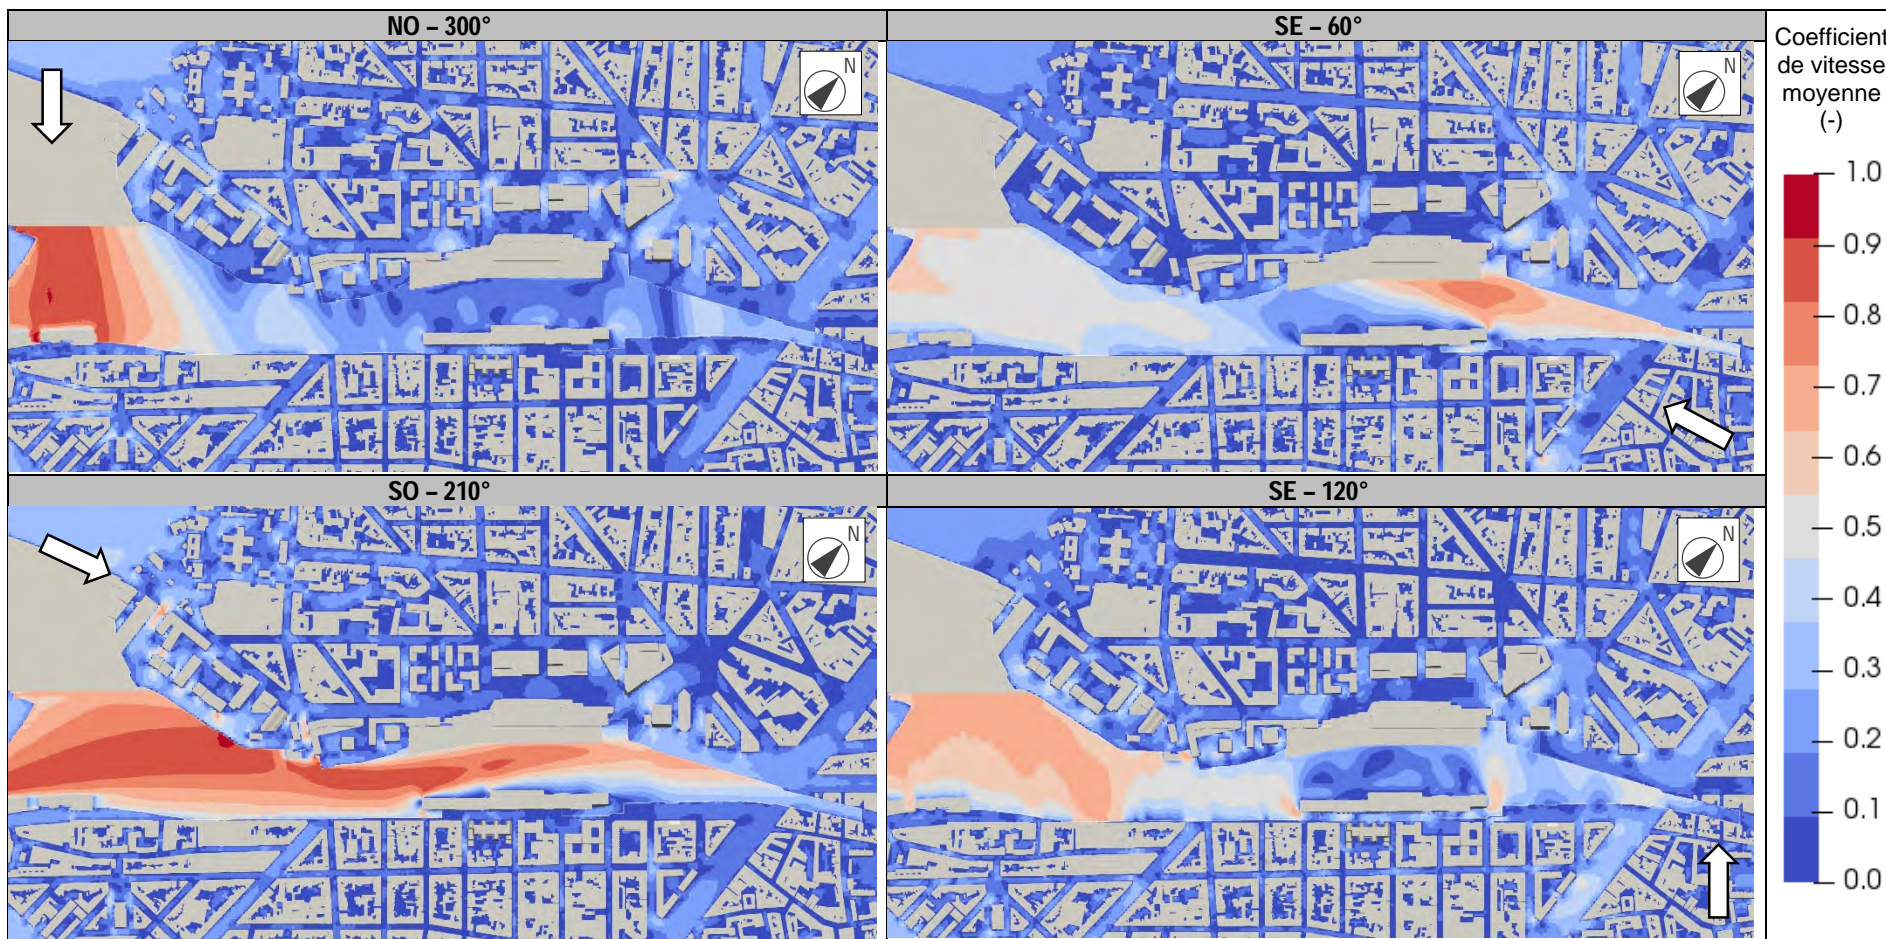 NO – 300°
SE – 60°
N
N
SO – 210°
SE – 120°
N
N
Coefficient
de vitesse
moyenne
(-)
1.0
0.9
0.8
0.7
0.6
0.5
0.4
0.3
0.2
0.1
0.0